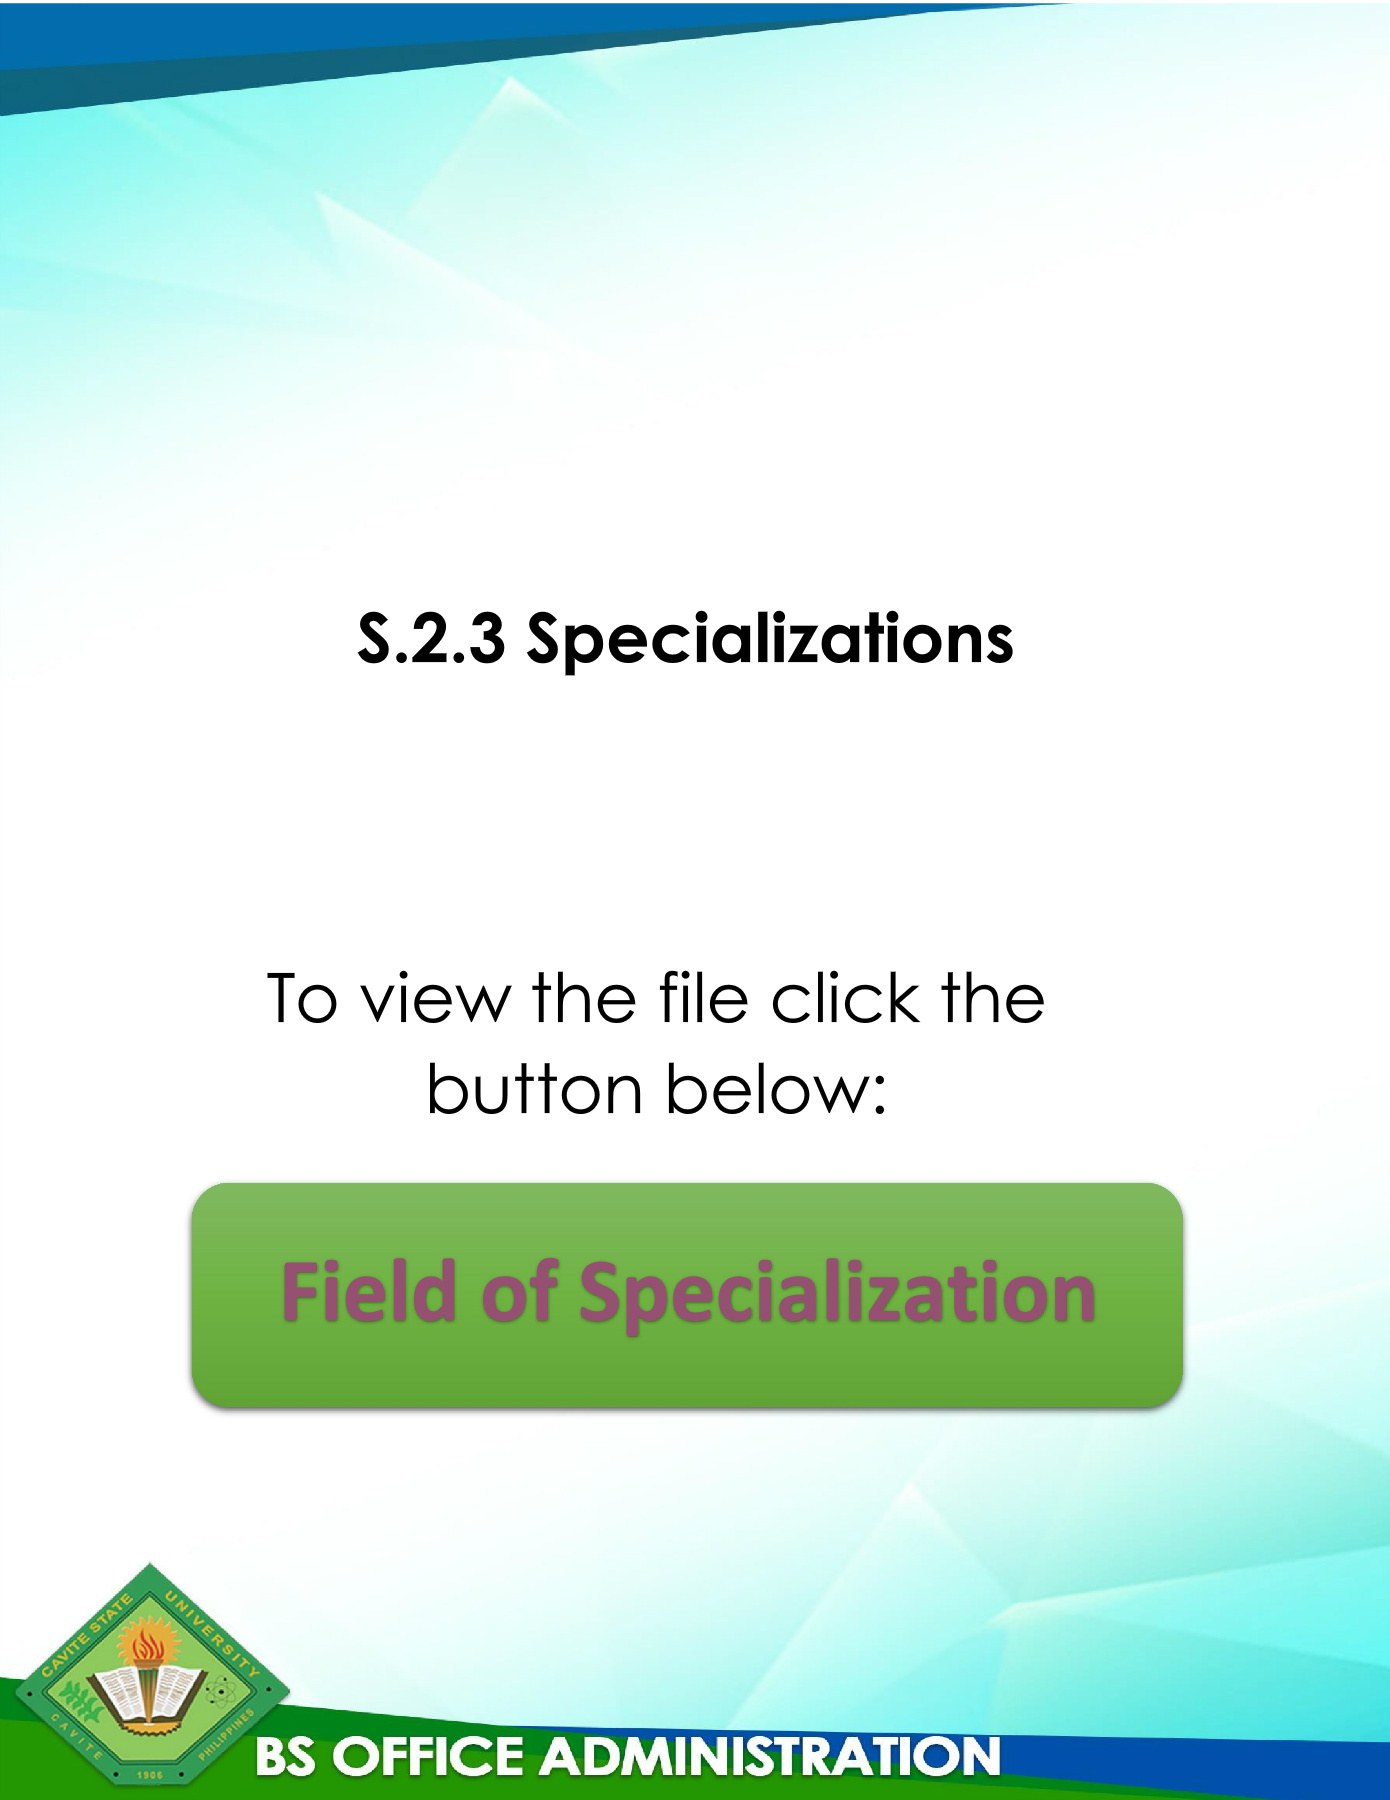 S.2.3 Specializations
To view the file click the
button below:
Field of Specialization
CAVITE STATE UNIVERSITY
CAVITE 1906 PHILIPPINES
BS OFFICE ADMINISTRATION